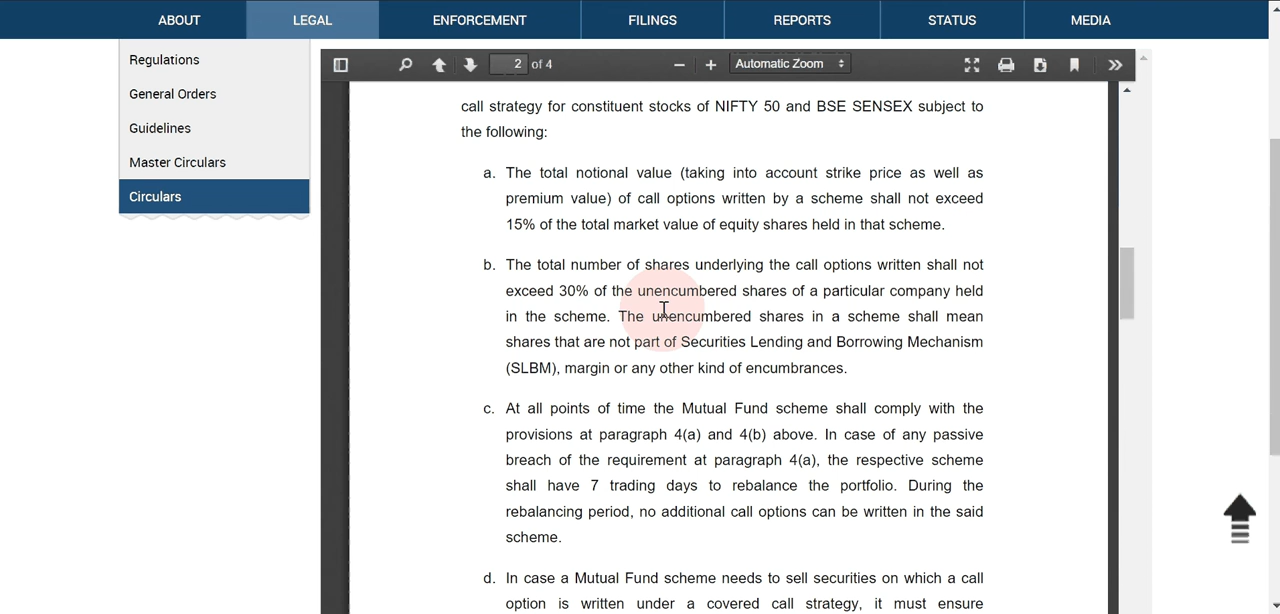 ABOUT LEGAL ENFORCEMENT FILINGS REPORTS STATUS MEDIA
Regulations
General Orders
Guidelines
Master Circulars
Circulars
2 of 4 Automatic Zoom
call strategy for constituent stocks of NIFTY 50 and BSE SENSEX subject to
the following:
a. The total notional value (taking into account strike price as well as
premium value) of call options written by a scheme shall not exceed
15% of the total market value of equity shares held in that scheme.
b. The total number of shares underlying the call options written shall not
exceed 30% of the unencumbered shares of a particular company held
in the scheme. The unencumbered shares in a scheme shall mean
shares that are not part of Securities Lending and Borrowing Mechanism
(SLBM), margin or any other kind of encumbrances.
c. At all points of time the Mutual Fund scheme shall comply with the
provisions at paragraph 4(a) and 4(b) above. In case of any passive
breach of the requirement at paragraph 4(a), the respective scheme
shall have 7 trading days to rebalance the portfolio. During the
rebalancing period, no additional call options can be written in the said
scheme.
d. In case a Mutual Fund scheme needs to sell securities on which a call
option is written under a covered call strategy, it must ensure